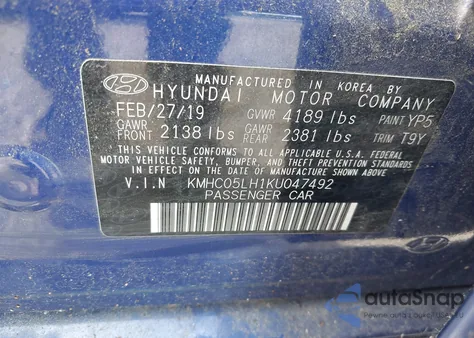 MANUFACTURED IN KOREA BY
HYUNDAI MOTOR COMPANY
FEB/27/19 GVWR 4189 lbs PAINT YP5
GAWR FRONT 2138 lbs GAWR REAR 2381 lbs TRIM T9Y
THIS VEHICLE CONFORMS TO ALL APPLICABLE U.S.A. FEDERAL
MOTOR VEHICLE SAFETY, BUMPER, AND THEFT PREVENTION STANDARDS
IN EFFECT ON THE DATE OF MANUFACTURE SHOWN ABOVE.
V.I.N KMHC05LH1KU047492
PASSENGER CAR
autoSnap